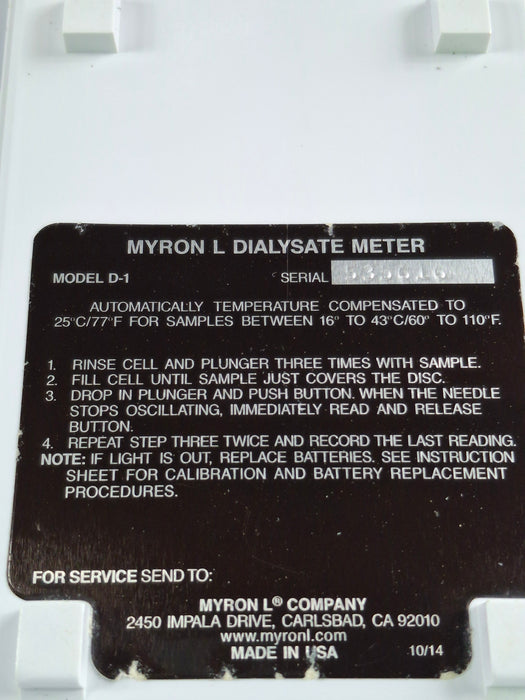 MYRON L DIALYSATE METER
MODEL D-1 SERIAL
AUTOMATICALLY TEMPERATURE COMPENSATED TO
25°C/77°F FOR SAMPLES BETWEEN 16° TO 43°C/60° TO 110°F.
1. RINSE CELL AND PLUNGER THREE TIMES WITH SAMPLE.
2. FILL CELL UNTIL SAMPLE JUST COVERS THE DISC.
3. DROP IN PLUNGER AND PUSH BUTTON. WHEN THE NEEDLE
STOPS OSCILLATING, IMMEDIATELY READ AND RELEASE
BUTTON.
4. REPEAT STEP THREE TWICE AND RECORD THE LAST READING.
NOTE: IF LIGHT IS OUT, REPLACE BATTERIES. SEE INSTRUCTION
SHEET FOR CALIBRATION AND BATTERY REPLACEMENT
PROCEDURES.
FOR SERVICE SEND TO:
MYRON L® COMPANY
2450 IMPALA DRIVE, CARLSBAD, CA 92010
www.myronl.com
MADE IN USA 10/14